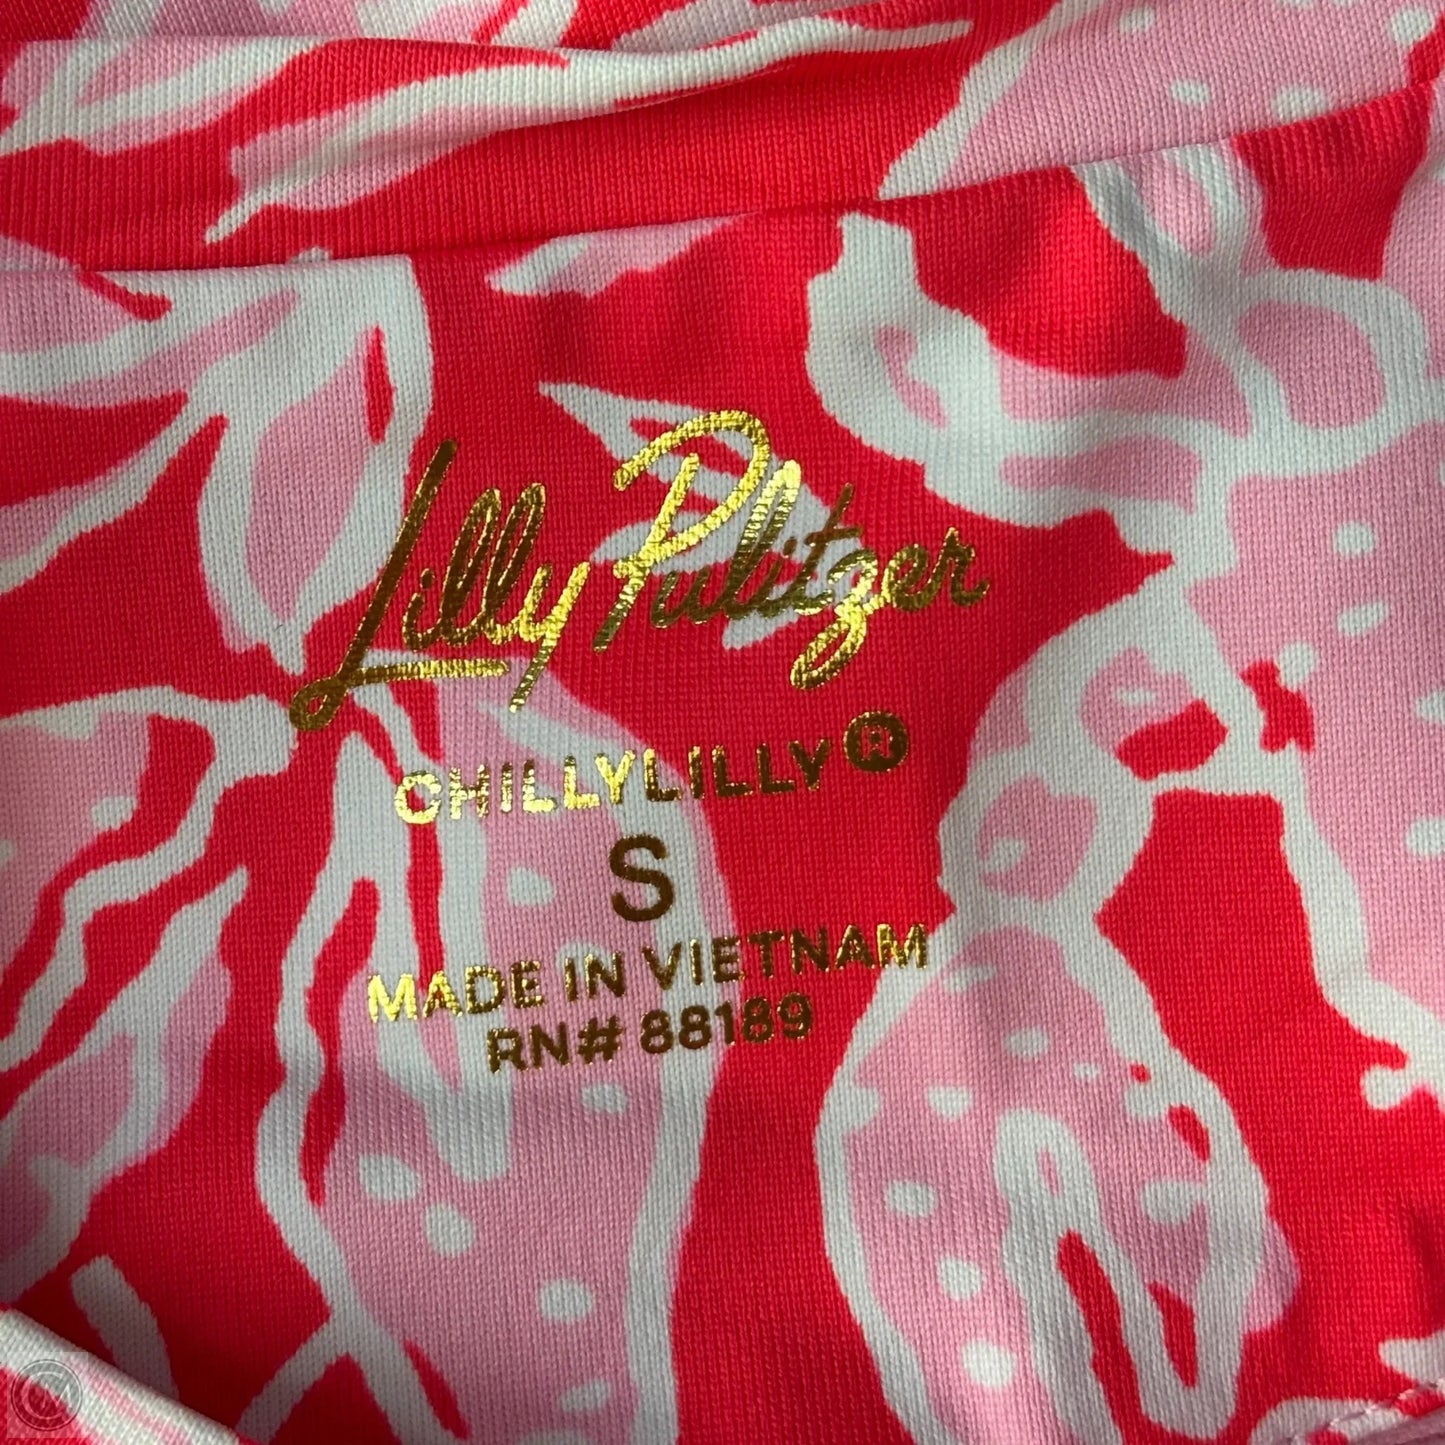 Lilly Pulitzer
CHILLYLILLY®
S
MADE IN VIETNAM
RN# 88189